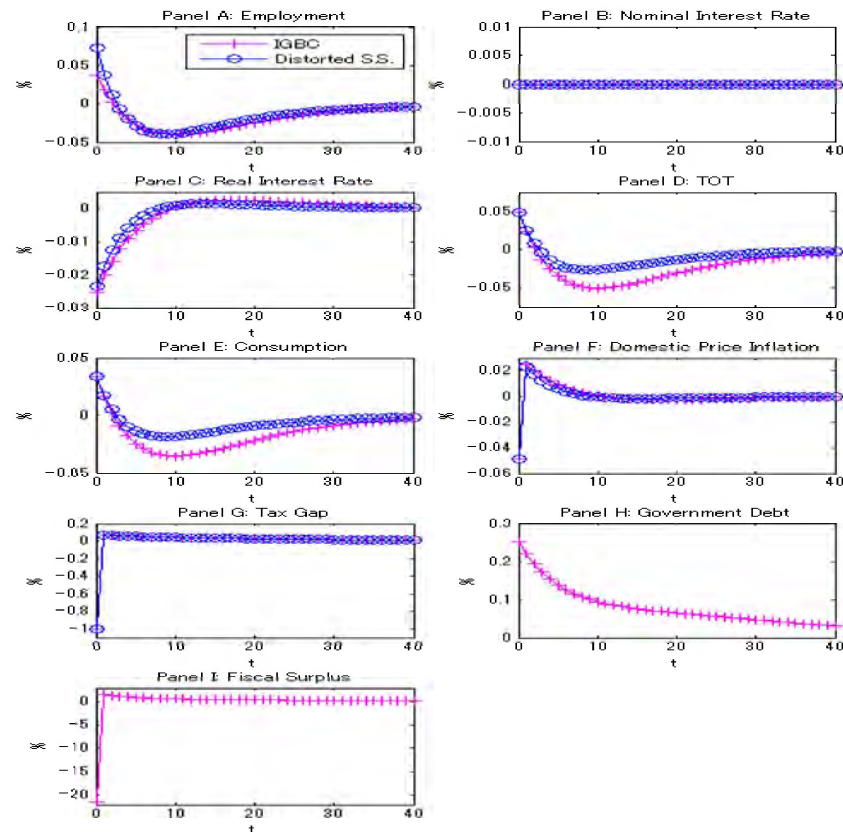 Panel A: Employment
Panel B: Nominal Interest Rate
IGBC
Distorted S.S.
0.1
0.05
0
-0.05
%
0 10 20 30 40
t
0.01
0.005
0
-0.005
-0.01
%
0 10 20 30 40
t
Panel C: Real Interest Rate
Panel D: TOT
0
-0.01
-0.02
-0.03
%
0 10 20 30 40
t
0.05
0
-0.05
%
0 10 20 30 40
t
Panel E: Consumption
Panel F: Domestic Price Inflation
0.05
0
-0.05
%
0 10 20 30 40
t
0.02
0
-0.02
-0.04
-0.06
%
0 10 20 30 40
t
Panel G: Tax Gap
Panel H: Government Debt
0.2
0
-0.2
-0.4
-0.6
-0.8
-1
%
0 10 20 30 40
t
0.3
0.2
0.1
0
%
0 10 20 30 40
t
Panel I: Fiscal Surplus
0
-5
-10
-15
-20
%
0 10 20 30 40
t